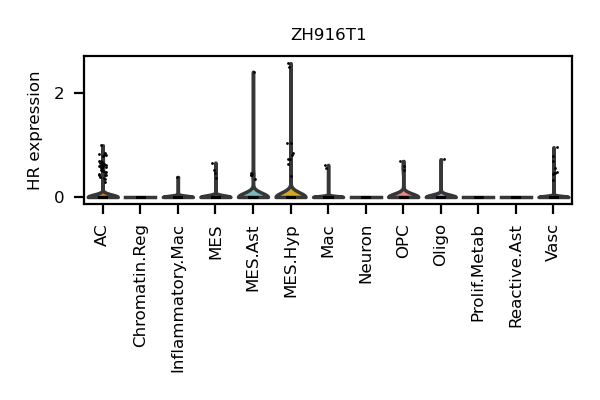 ZH916T1
HR expression
2
0
AC
Chromatin.Reg
Inflammatory.Mac
MES
MES.Ast
MES.Hyp
Mac
Neuron
OPC
Oligo
Prolif.Metab
Reactive.Ast
Vasc